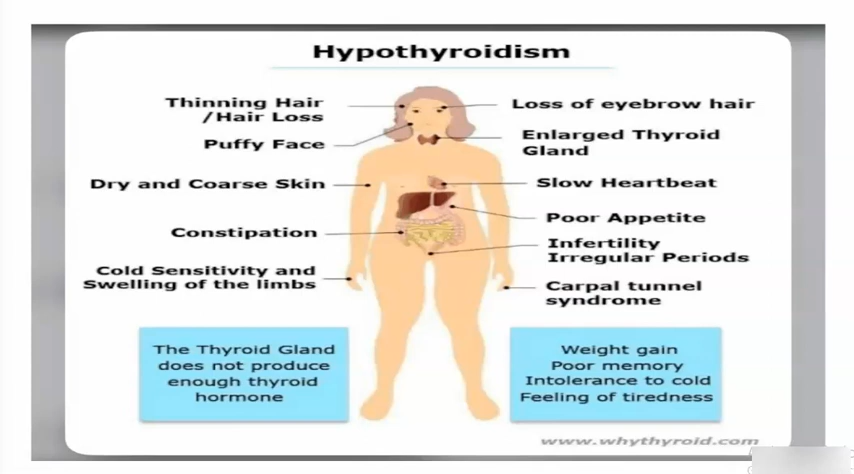 Hypothyroidism
Thinning Hair
/Hair Loss
Puffy Face
Dry and Coarse Skin
Constipation
Cold Sensitivity and
Swelling of the limbs
Loss of eyebrow hair
Enlarged Thyroid
Gland
Slow Heartbeat
Poor Appetite
Infertility
Irregular Periods
Carpal tunnel
syndrome
The Thyroid Gland
does not produce
enough thyroid
hormone
Weight gain
Poor memory
Intolerance to cold
Feeling of tiredness
www.whythyroid.com